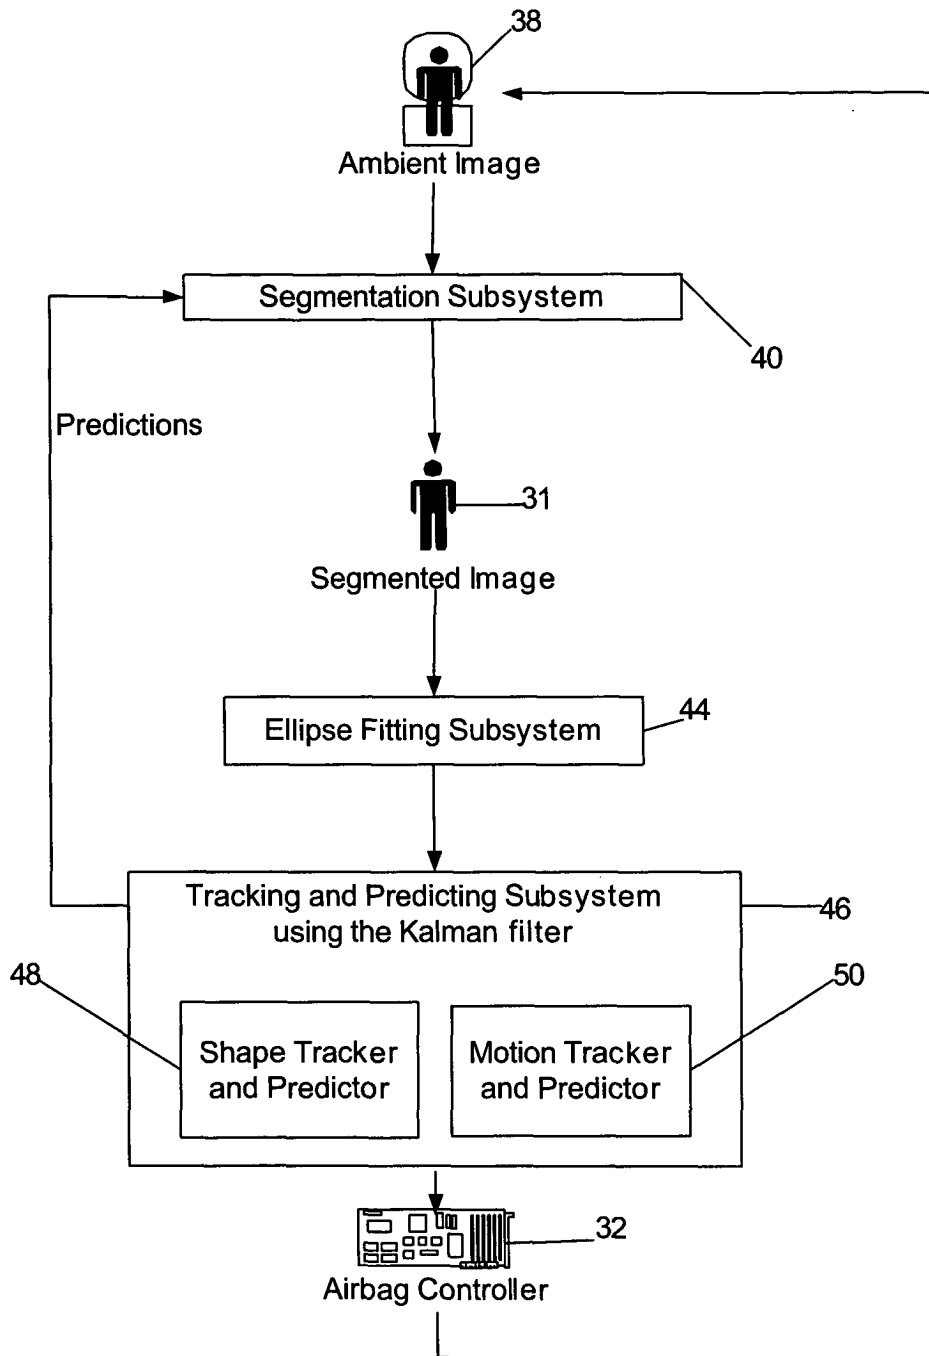 38
Ambient Image
Segmentation Subsystem
40
Predictions
31
Segmented Image
44
Ellipse Fitting Subsystem
Tracking and Predicting Subsystem
using the Kalman filter
46
48
50
Shape Tracker
and Predictor
Motion Tracker
and Predictor
32
Airbag Controller